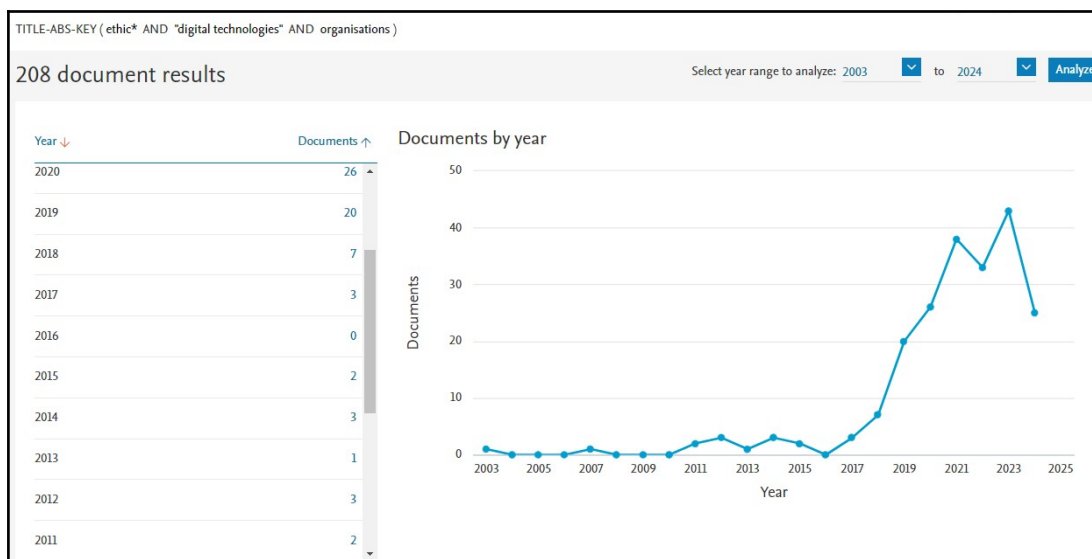 TITLE-ABS-KEY ( ethic* AND "digital technologies" AND organisations )
208 document results
Select year range to analyze: 2003 to 2024 Analyze
Year Documents
2020 26
2019 20
2018 7
2017 3
2016 0
2015 2
2014 3
2013 1
2012 3
2011 2
Documents by year
50
40
30
20
10
0
Documents
2003 2005 2007 2009 2011 2013 2015 2017 2019 2021 2023 2025
Year